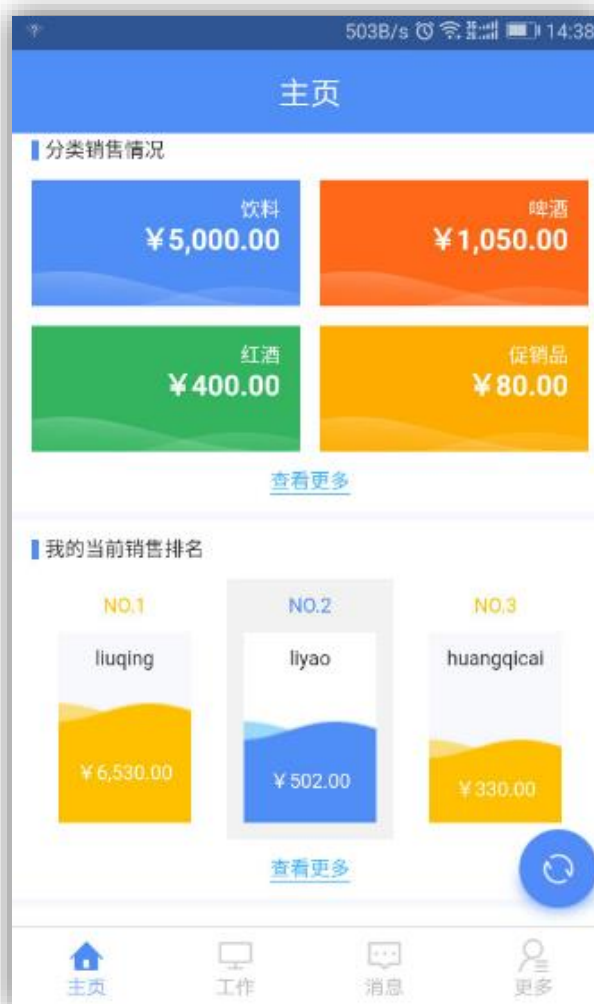 503B/s 14:38
主页
分类销售情况
饮料
¥5,000.00
啤酒
¥1,050.00
红酒
¥400.00
促销品
¥80.00
查看更多
我的当前销售排名
NO.1
liuqing
¥6,530.00
NO.2
liyao
¥502.00
NO.3
huangqicai
¥330.00
查看更多
主页 工作 消息 更多